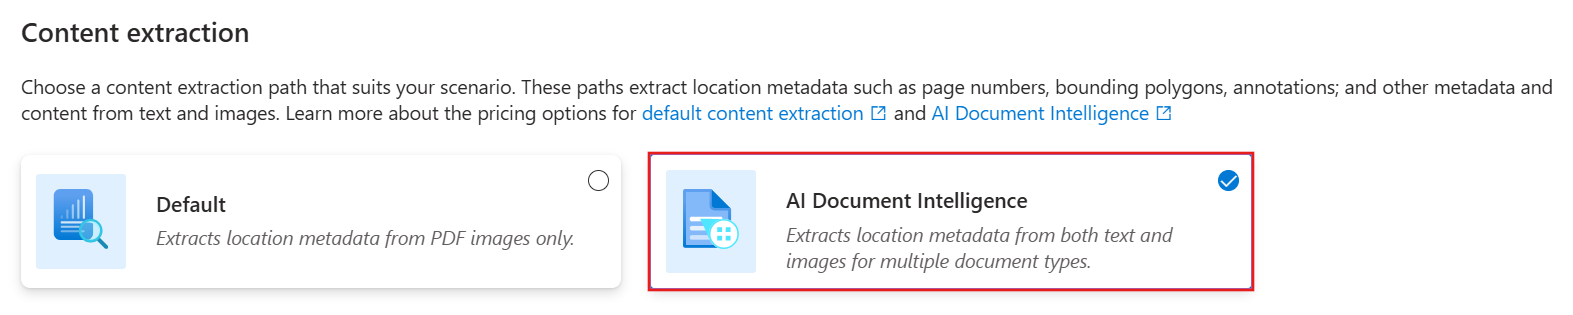 Content extraction
Choose a content extraction path that suits your scenario. These paths extract location metadata such as page numbers, bounding polygons, annotations; and other metadata and
content from text and images. Learn more about the pricing options for default content extraction and AI Document Intelligence
Default
Extracts location metadata from PDF images only.
AI Document Intelligence
Extracts location metadata from both text and
images for multiple document types.